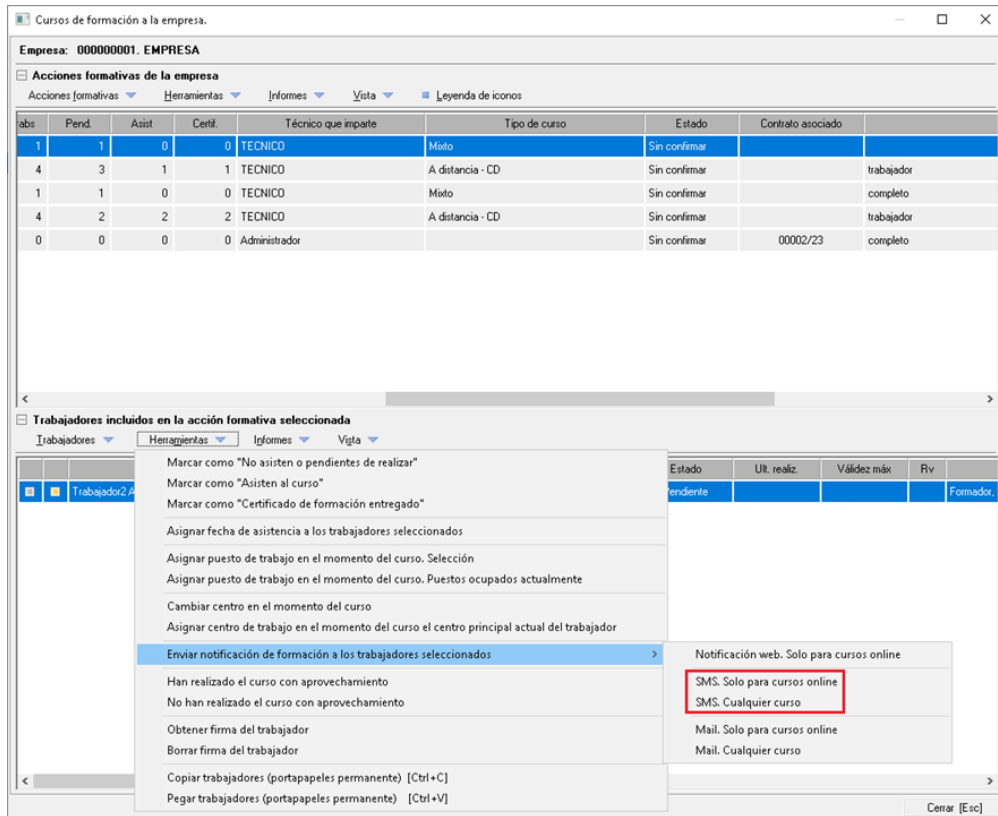 Cursos de formación a la empresa.
Empresa: 000000001. EMPRESA
Acciones formativas de la empresa
Acciones formativas Herramientas Informes Vista Leyenda de iconos
rabs Pend. Asist Certif. Técnico que imparte Tipo de curso Estado Contrato asociado
1 1 0 0 TECNICO Mixto Sin confirmar
4 3 1 1 TECNICO A distancia - CD Sin confirmar trabajador
1 1 0 0 TECNICO Mixto Sin confirmar completo
4 2 2 2 TECNICO A distancia - CD Sin confirmar trabajador
0 0 0 0 Administrador Sin confirmar 00002/23 completo
Trabajadores incluidos en la acción formativa seleccionada
Trabajadores Herramientas Informes Vista
Estado Ult. realiz. Válidez máx Rv
Trabajador2 A endiente Formador,
Marcar como "No asisten o pendientes de realizar"
Marcar como "Asisten al curso"
Marcar como "Certificado de formación entregado"
Asignar fecha de asistencia a los trabajadores seleccionados
Asignar puesto de trabajo en el momento del curso. Selección
Asignar puesto de trabajo en el momento del curso. Puestos ocupados actualmente
Cambiar centro en el momento del curso
Asignar centro de trabajo en el momento del curso el centro principal actual del trabajador
Enviar notificación de formación a los trabajadores seleccionados
Han realizado el curso con aprovechamiento
No han realizado el curso con aprovechamiento
Obtener firma del trabajador
Borrar firma del trabajador
Copiar trabajadores (portapapeles permanente) [Ctrl+C]
Pegar trabajadores (portapapeles permanente) [Ctrl+V]
Notificación web. Solo para cursos online
SMS. Solo para cursos online
SMS. Cualquier curso
Mail. Solo para cursos online
Mail. Cualquier curso
Cerrar [Esc]